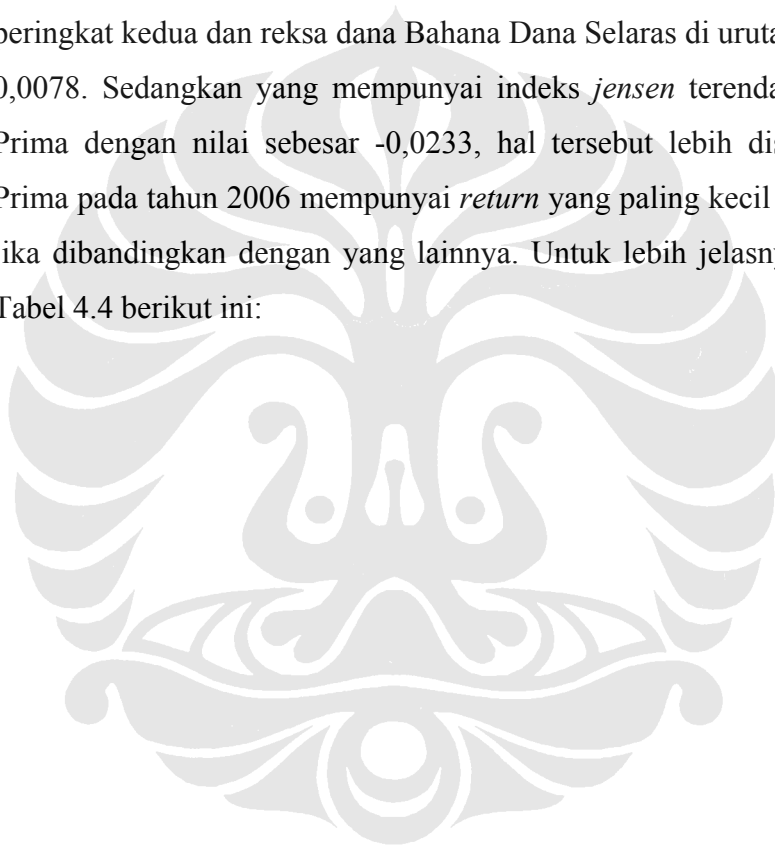 peringkat kedua dan reksa dana Bahana Dana Selaras di uruta
0,0078. Sedangkan yang mempunyai indeks jensen terenda
Prima dengan nilai sebesar -0,0233, hal tersebut lebih dis
Prima pada tahun 2006 mempunyai return yang paling kecil
jika dibandingkan dengan yang lainnya. Untuk lebih jelasny
Tabel 4.4 berikut ini: